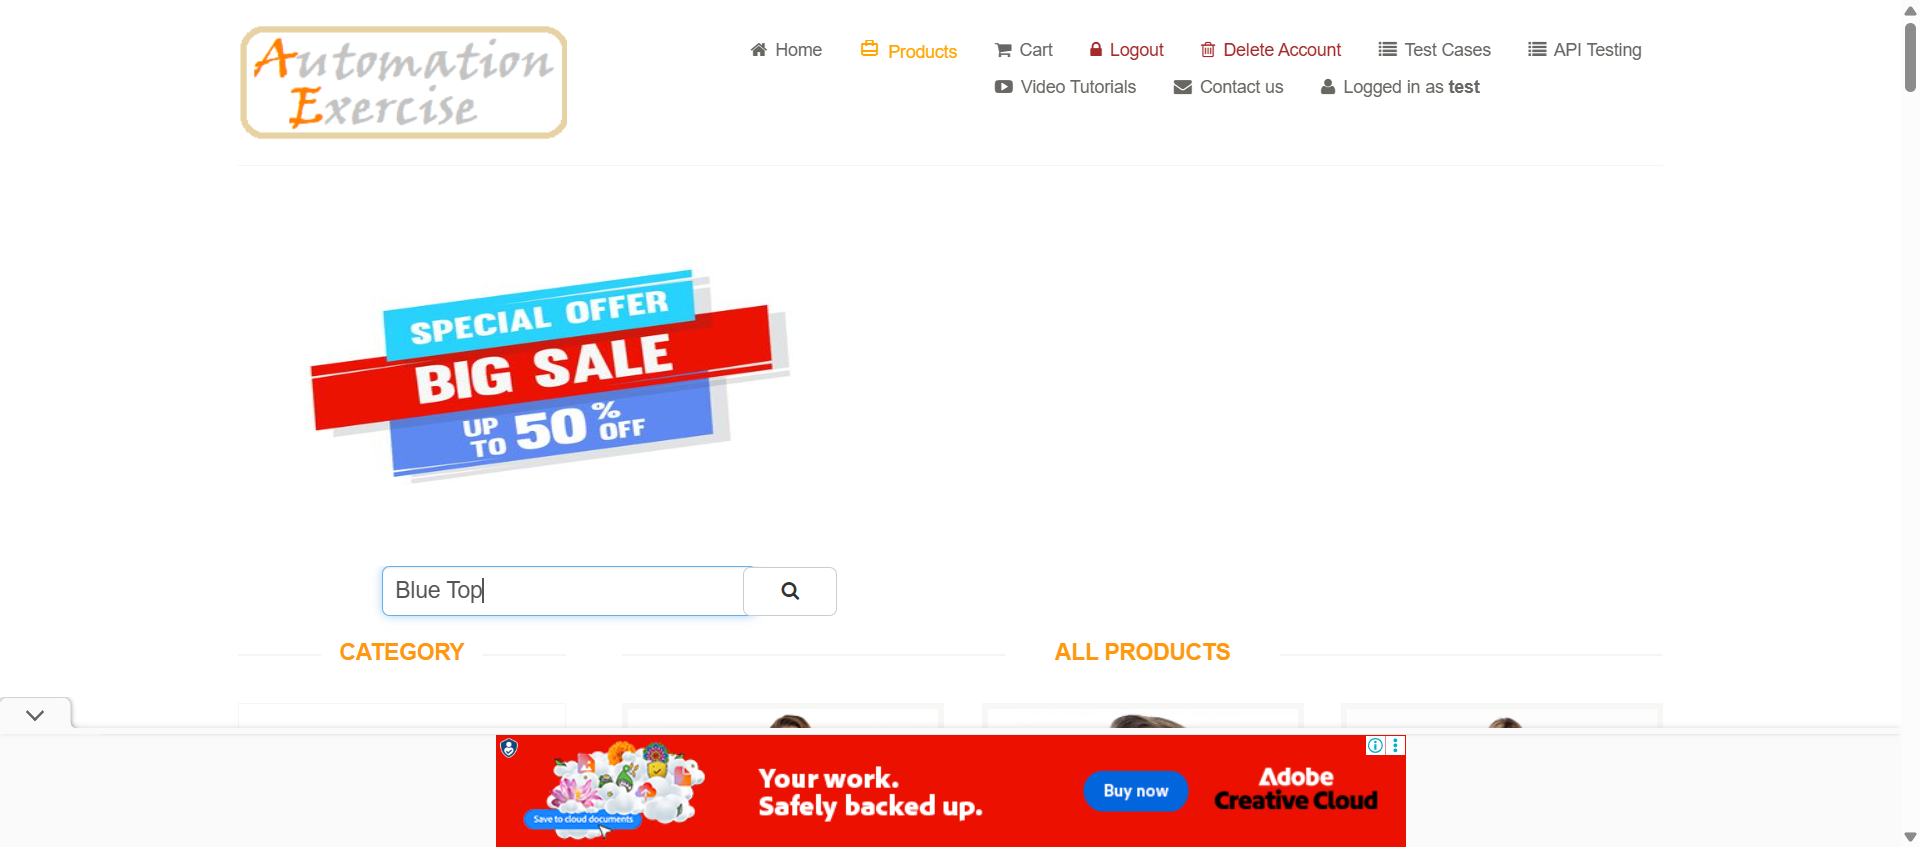 Automation
Exercise
Home
Products
Cart
Logout
Delete Account
Test Cases
API Testing
Video Tutorials
Contact us
Logged in as test
SPECIAL OFFER
BIG SALE
UP TO 50% OFF
Blue Top
CATEGORY
ALL PRODUCTS
Save to cloud documents
Your work.
Safely backed up.
Buy now
Adobe
Creative Cloud